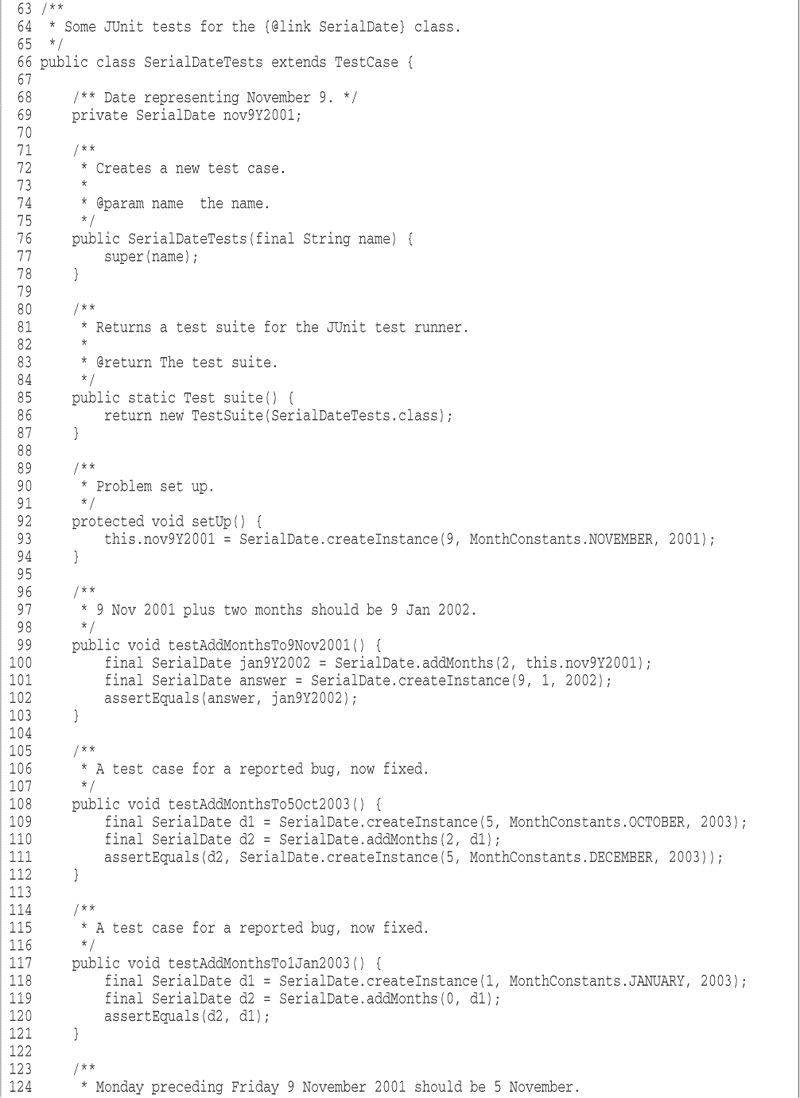 63 /**
64  * Some JUnit tests for the {@link SerialDate} class.
65  */
66 public class SerialDateTests extends TestCase {
67
68     /** Date representing November 9. */
69     private SerialDate nov9Y2001;
70
71     /**
72      * Creates a new test case.
73      *
74      * @param name  the name.
75      */
76     public SerialDateTests(final String name) {
77         super(name);
78     }
79
80     /**
81      * Returns a test suite for the JUnit test runner.
82      *
83      * @return The test suite.
84      */
85     public static Test suite() {
86         return new TestSuite(SerialDateTests.class);
87     }
88
89     /**
90      * Problem set up.
91      */
92     protected void setUp() {
93         this.nov9Y2001 = SerialDate.createInstance(9, MonthConstants.NOVEMBER, 2001);
94     }
95
96     /**
97      * 9 Nov 2001 plus two months should be 9 Jan 2002.
98      */
99     public void testAddMonthsTo9Nov2001() {
100         final SerialDate jan9Y2002 = SerialDate.addMonths(2, this.nov9Y2001);
101         final SerialDate answer = SerialDate.createInstance(9, 1, 2002);
102         assertEquals(answer, jan9Y2002);
103     }
104
105     /**
106      * A test case for a reported bug, now fixed.
107      */
108     public void testAddMonthsTo5Oct2003() {
109         final SerialDate d1 = SerialDate.createInstance(5, MonthConstants.OCTOBER, 2003);
110         final SerialDate d2 = SerialDate.addMonths(2, d1);
111         assertEquals(d2, SerialDate.createInstance(5, MonthConstants.DECEMBER, 2003));
112     }
113
114     /**
115      * A test case for a reported bug, now fixed.
116      */
117     public void testAddMonthsTo1Jan2003() {
118         final SerialDate d1 = SerialDate.createInstance(1, MonthConstants.JANUARY, 2003);
119         final SerialDate d2 = SerialDate.addMonths(0, d1);
120         assertEquals(d2, d1);
121     }
122
123     /**
124      * Monday preceding Friday 9 November 2001 should be 5 November.